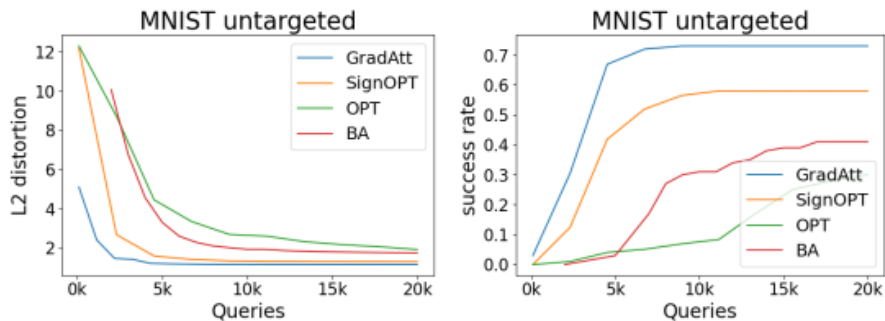 MNIST untargeted
L2 distortion
12
10
8
6
4
2
GradAtt
SignOPT
OPT
BA
0k 5k 10k 15k 20k
Queries
MNIST untargeted
success rate
0.7
0.6
0.5
0.4
0.3
0.2
0.1
0.0
GradAtt
SignOPT
OPT
BA
0k 5k 10k 15k 20k
Queries